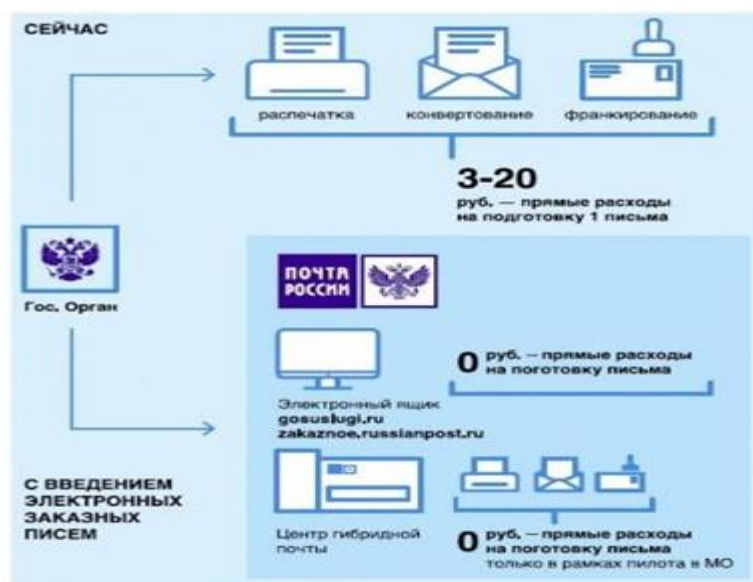 СЕЙЧАС
распечатка
конвертование
франкирование
3-20
руб. — прямые расходы
на подготовку 1 письма
Гос. Орган
ПОЧТА
РОССИИ
0 руб. — прямые расходы
на поготовку письма
Электронный ящик
gosuslugi.ru
zakaznoe.russianpost.ru
С ВВЕДЕНИЕМ
ЭЛЕКТРОННЫХ
ЗАКАЗНЫХ
ПИСЕМ
Центр гибридной
почты
0 руб. — прямые расходы
на поготовку письма
только в рамках пилота в МО